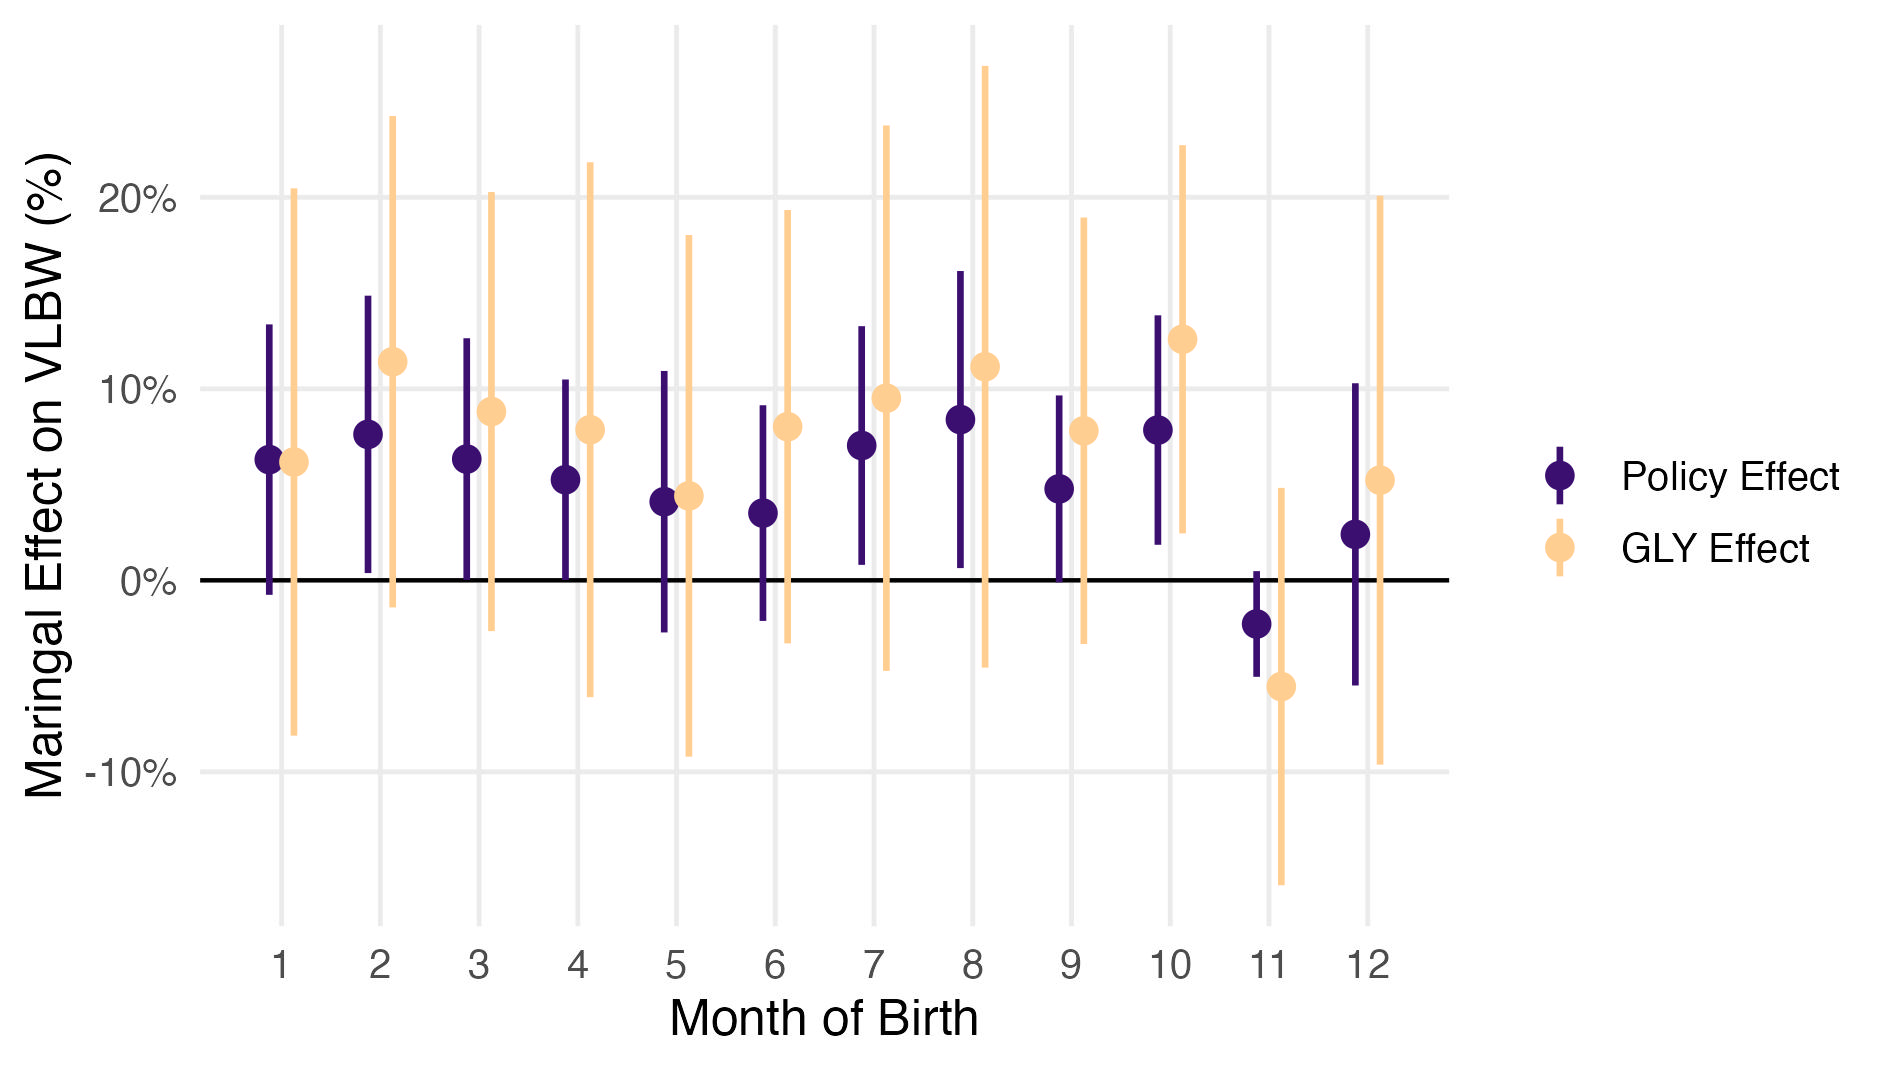 Maringal Effect on VLBW (%)
20%
10%
0%
-10%
1 2 3 4 5 6 7 8 9 10 11 12
Month of Birth
Policy Effect
GLY Effect